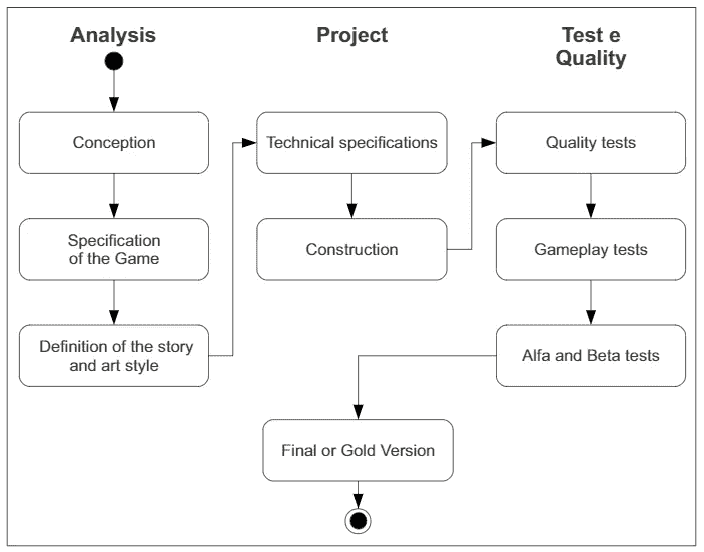 Analysis
Project
Test e
Quality
Conception
Specification
of the Game
Definition of the story
and art style
Technical specifications
Construction
Quality tests
Gameplay tests
Alfa and Beta tests
Final or Gold Version